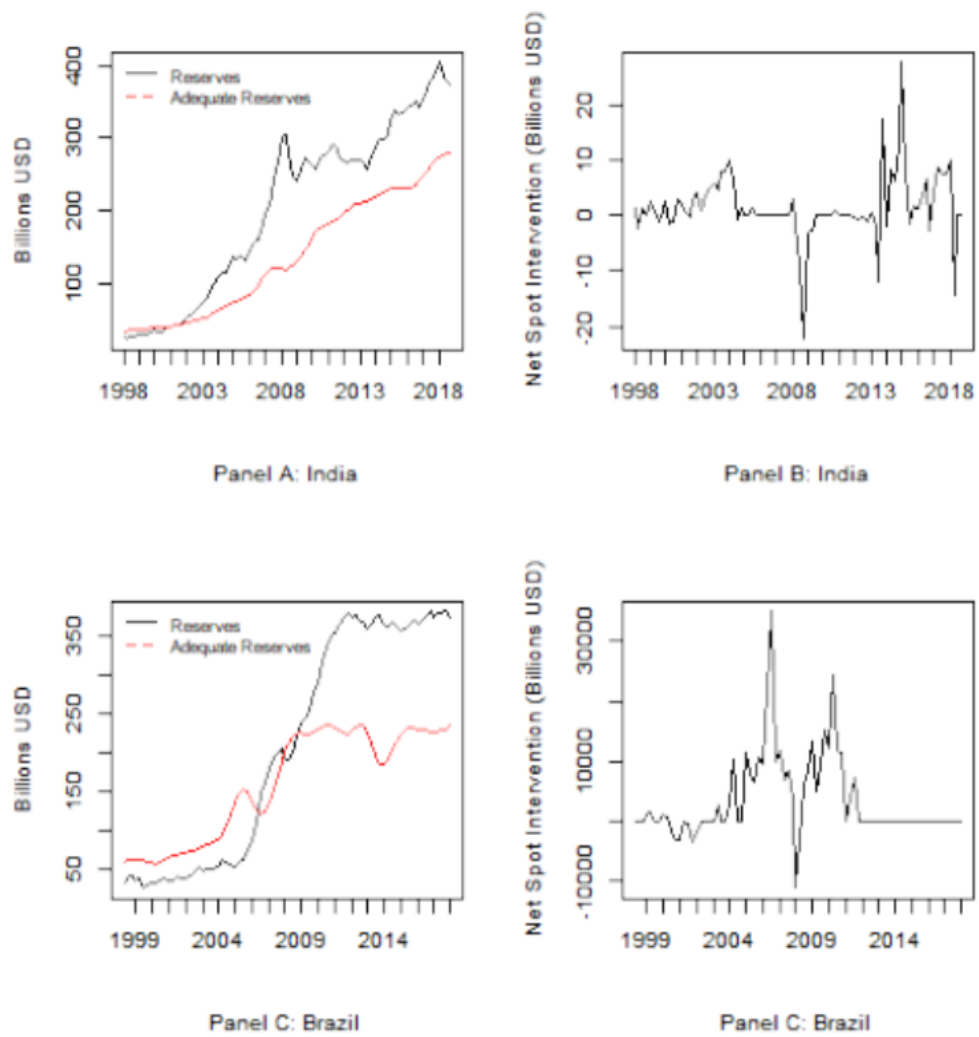 Billions USD
400
300
200
100
Reserves
Adequate Reserves
1998 2003 2008 2013 2018
Panel A: India
Net Spot Intervention (Billions USD)
20
10
0
-10
-20
1998 2003 2008 2013 2018
Panel B: India
Billions USD
350
250
150
50
Reserves
Adequate Reserves
1999 2004 2009 2014
Panel C: Brazil
Net Spot Intervention (Billions USD)
30000
10000
-10000
1999 2004 2009 2014
Panel C: Brazil